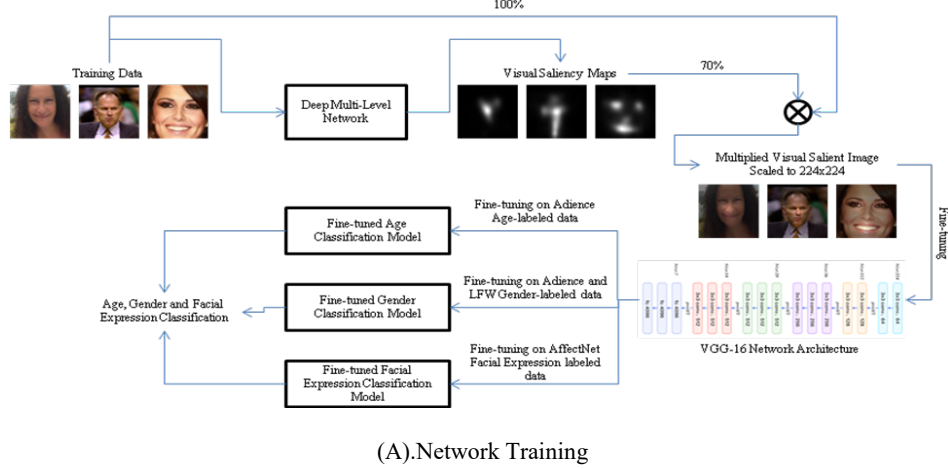 100%
Training Data
Deep Multi-Level
Network
Visual Saliency Maps
70%
Multiplied Visual Salient Image
Scaled to 224x224
Fine-tuning
Fine-tuned Age
Classification Model
Fine-tuning on Adience
Age-labeled data
Age, Gender and Facial
Expression Classification
Fine-tuned Gender
Classification Model
Fine-tuning on Adience and
LFW Gender-labeled data
Fine-tuned Facial
Expression Classification
Model
Fine-tuning on AffectNet
Facial Expression labeled
data
VGG-16 Network Architecture
(A).Network Training